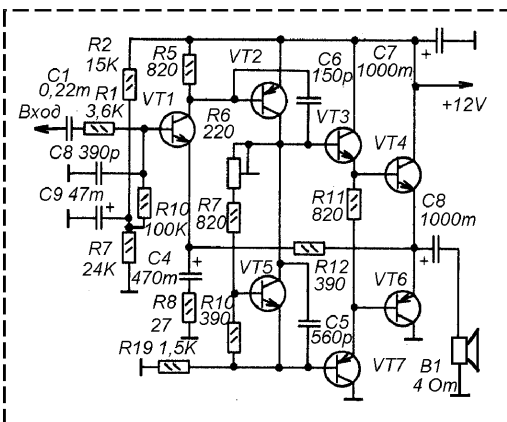 R2
15K
R5
820
VT2
C6
150p
C7
1000m
+
+12V
C1
0,22m
R1
3,6K
Вход
VT1
R6
220
VT3
VT4
C8 390p
C9 47m
+
R10
100K
R7
820
R11
820
C8
1000m
+
R7
24K
C4
470m
+
VT5
R12
390
VT6
R8
27
R10
390
C5
560p
R19 1,5K
VT7
B1
4 Om